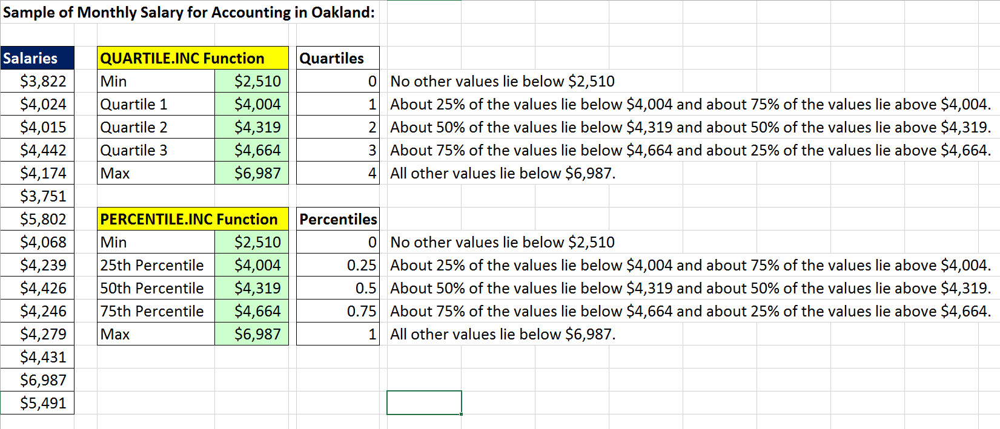 Sample of Monthly Salary for Accounting in Oakland:
Salaries QUARTILE.INC Function Quartiles
$3,822 Min $2,510 0 No other values lie below $2,510
$4,024 Quartile 1 $4,004 1 About 25% of the values lie below $4,004 and about 75% of the values lie above $4,004.
$4,015 Quartile 2 $4,319 2 About 50% of the values lie below $4,319 and about 50% of the values lie above $4,319.
$4,442 Quartile 3 $4,664 3 About 75% of the values lie below $4,664 and about 25% of the values lie above $4,664.
$4,174 Max $6,987 4 All other values lie below $6,987.
$3,751
$5,802 PERCENTILE.INC Function Percentiles
$4,068 Min $2,510 0 No other values lie below $2,510
$4,239 25th Percentile $4,004 0.25 About 25% of the values lie below $4,004 and about 75% of the values lie above $4,004.
$4,426 50th Percentile $4,319 0.5 About 50% of the values lie below $4,319 and about 50% of the values lie above $4,319.
$4,246 75th Percentile $4,664 0.75 About 75% of the values lie below $4,664 and about 25% of the values lie above $4,664.
$4,279 Max $6,987 1 All other values lie below $6,987.
$4,431
$6,987
$5,491